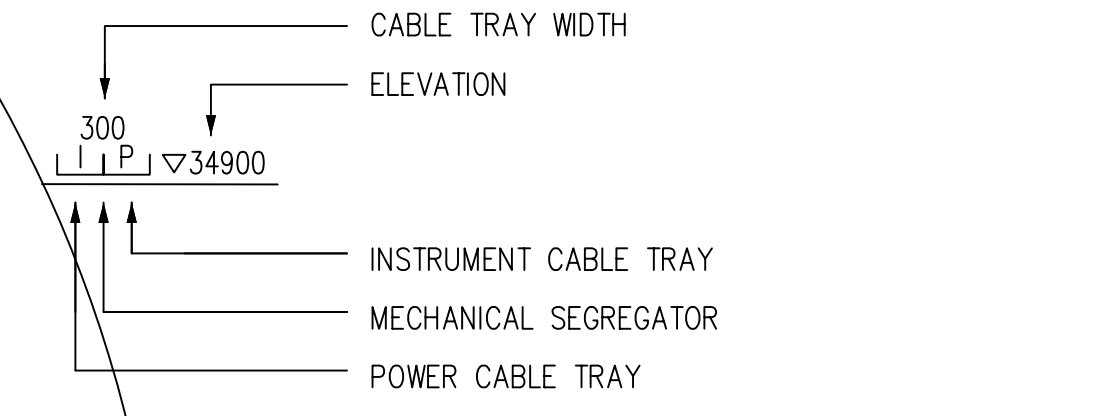 CABLE TRAY WIDTH
ELEVATION
300
I P ▽34900
INSTRUMENT CABLE TRAY
MECHANICAL SEGREGATOR
POWER CABLE TRAY